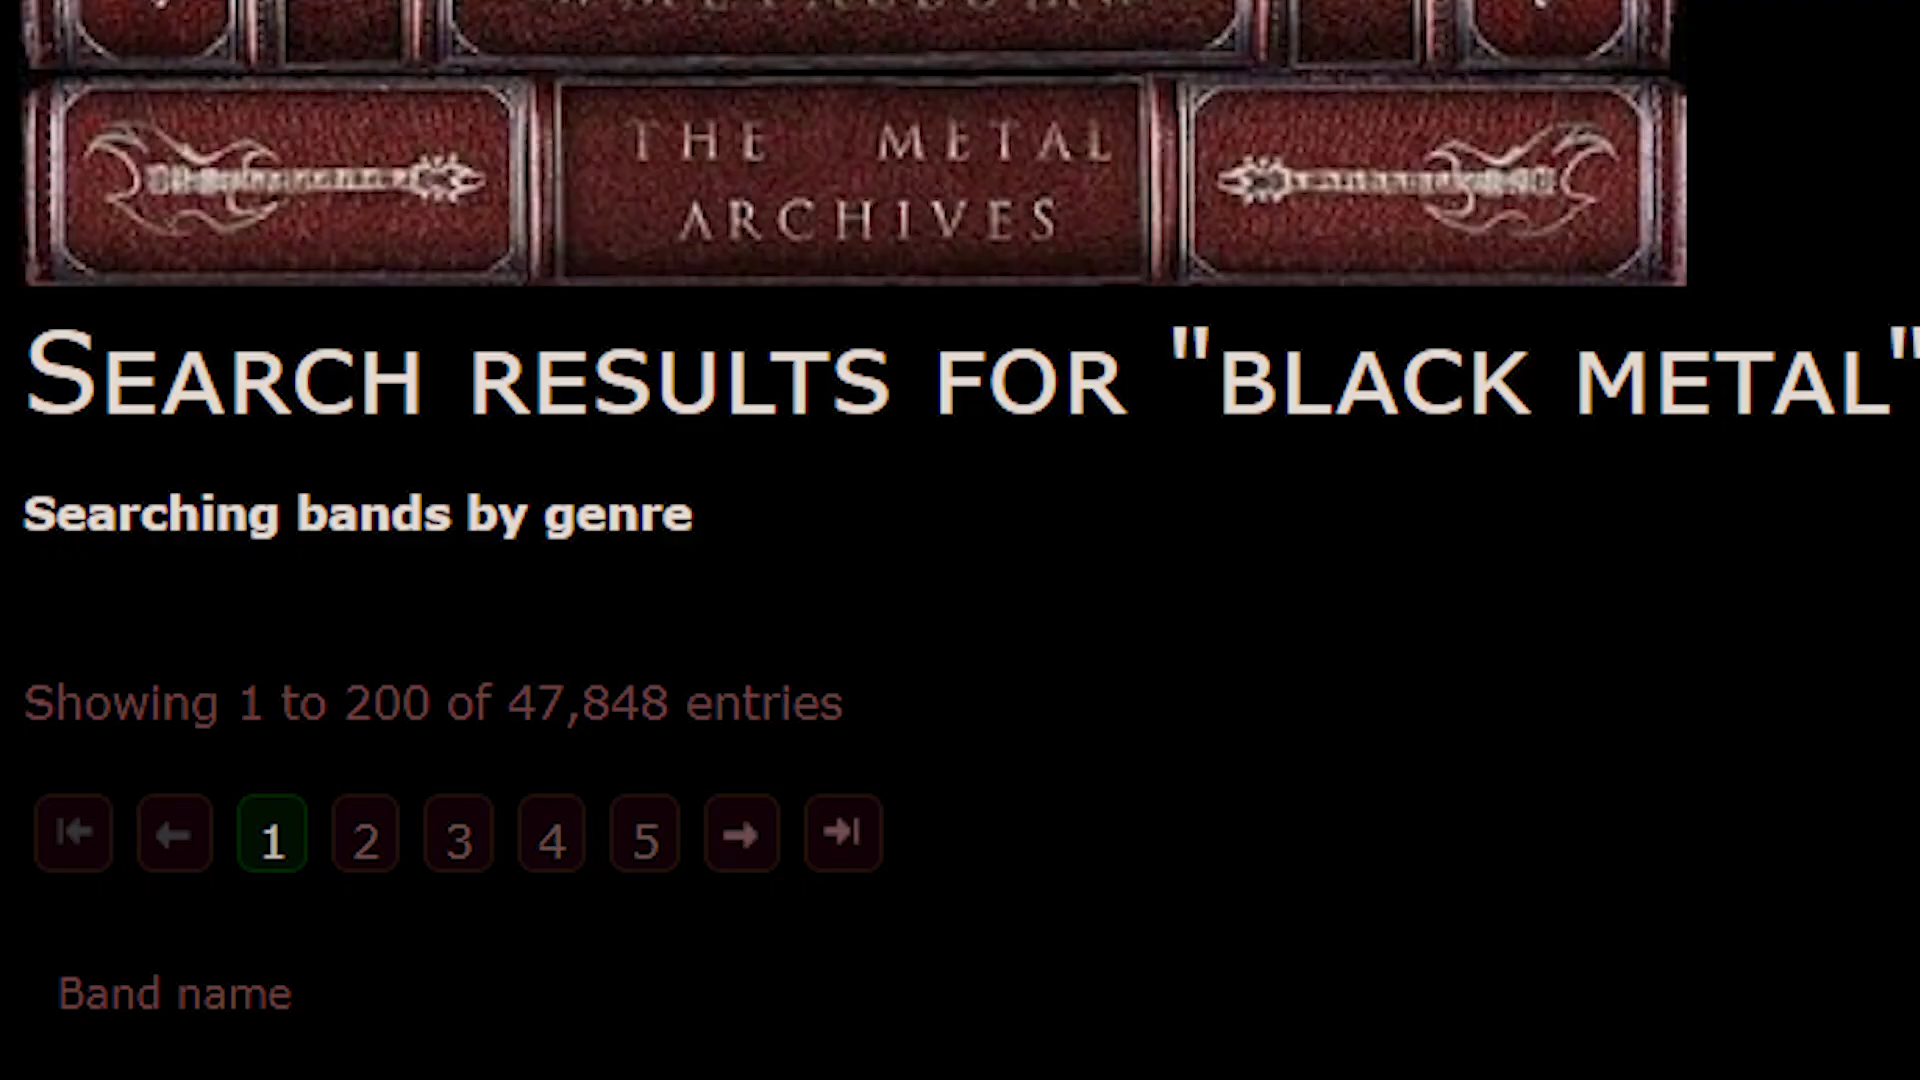 THE METAL
ARCHIVES
SEARCH RESULTS FOR "BLACK METAL"
Searching bands by genre
Showing 1 to 200 of 47,848 entries
1 2 3 4 5
Band name